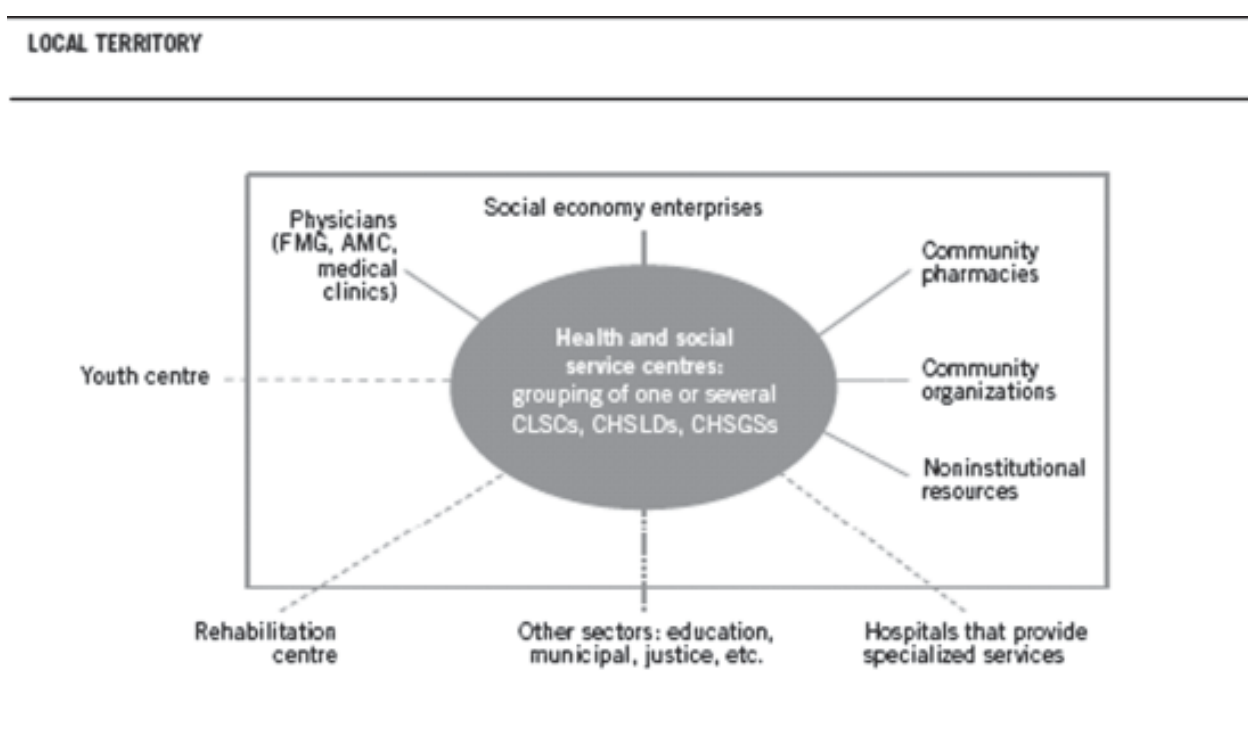 LOCAL TERRITORY
Social economy enterprises
Physicians
(FMG, AMC,
medical
clinics)
Community
pharmacies
Health and social
service centres:
grouping of one or several
CLSCs, CHSLDs, CHSGSs
Youth centre
Community
organizations
Noninstitutional
resources
Rehabilitation
centre
Other sectors: education,
municipal, justice, etc.
Hospitals that provide
specialized services